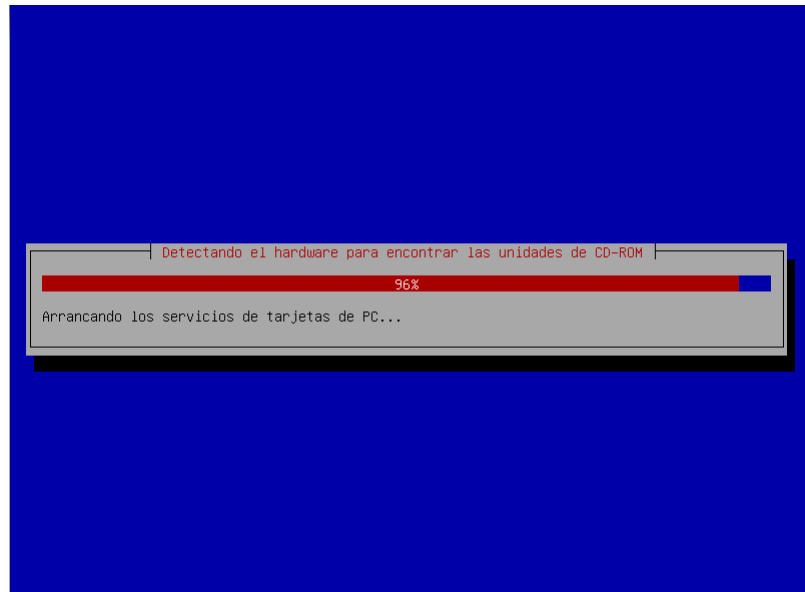 Detectando el hardware para encontrar las unidades de CD-ROM
96%
Arrancando los servicios de tarjetas de PC...